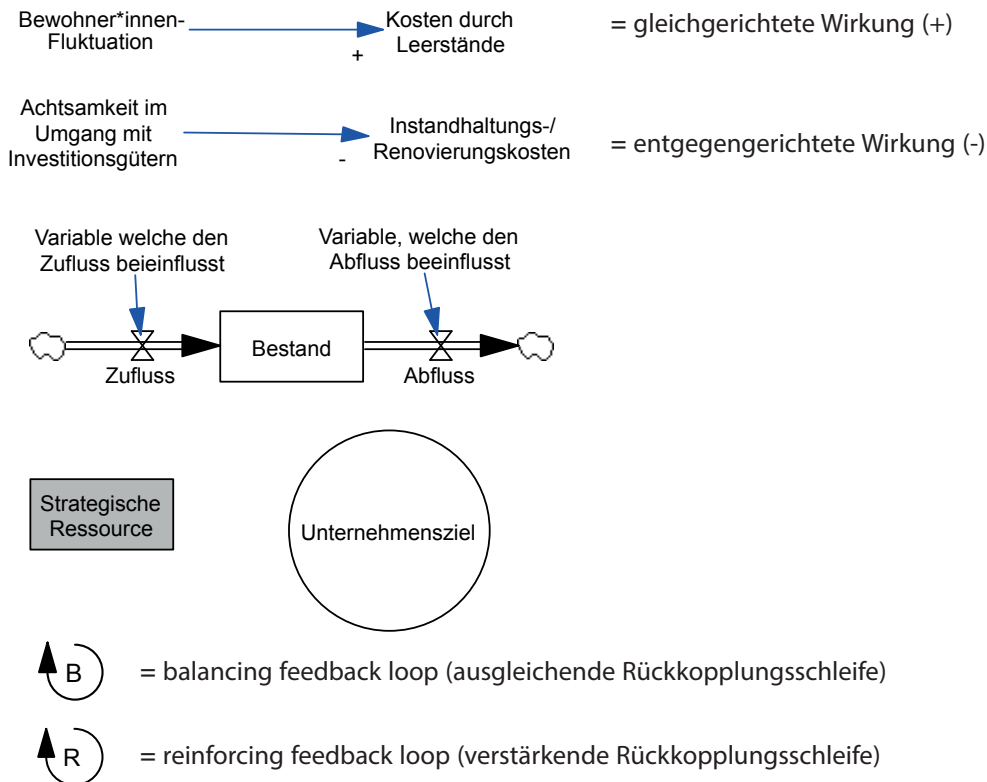 Bewohner*innen-
Fluktuation
+
Kosten durch
Leerstände
= gleichgerichtete Wirkung (+)
Achtsamkeit im
Umgang mit
Investitionsgütern
-
Instandhaltungs-/
Renovierungskosten
= entgegengerichtete Wirkung (-)
Variable welche den
Zufluss beieinflusst
Variable, welche den
Abfluss beeinflusst
Zufluss
Bestand
Abfluss
Strategische
Ressource
Unternehmensziel
B
= balancing feedback loop (ausgleichende Rückkopplungsschleife)
R
= reinforcing feedback loop (verstärkende Rückkopplungsschleife)